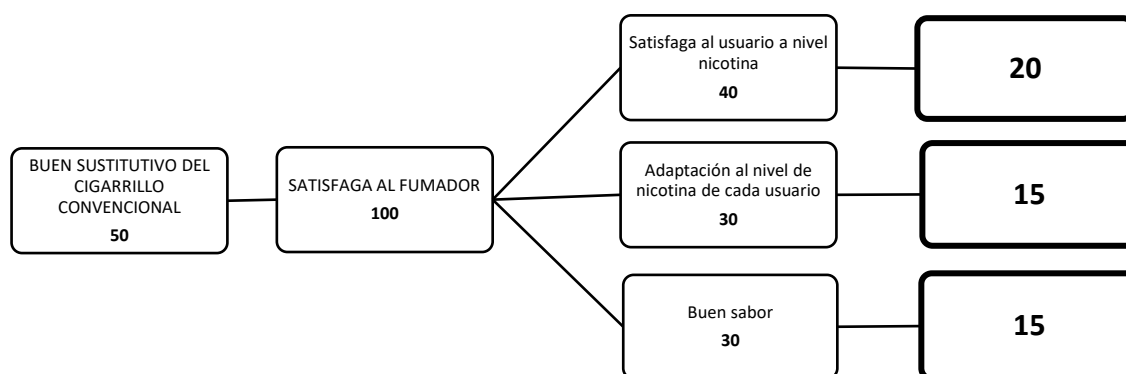 BUEN SUSTITUTIVO DEL
CIGARRILLO
CONVENCIONAL
50
SATISFAGA AL FUMADOR
100
Satisfaga al usuario a nivel
nicotina
40
20
Adaptación al nivel de
nicotina de cada usuario
30
15
Buen sabor
30
15